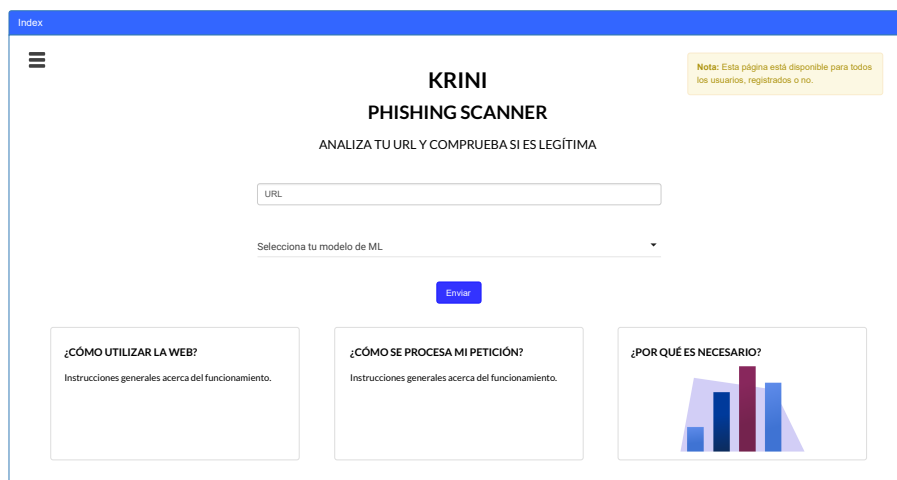 Index
Nota: Esta página está disponible para todos
los usuarios, registrados o no.
KRINI
PHISHING SCANNER
ANALIZA TU URL Y COMPRUEBA SI ES LEGÍTIMA
URL
Selecciona tu modelo de ML
Enviar
¿CÓMO UTILIZAR LA WEB?
Instrucciones generales acerca del funcionamiento.
¿CÓMO SE PROCESA MI PETICIÓN?
Instrucciones generales acerca del funcionamiento.
¿POR QUÉ ES NECESARIO?